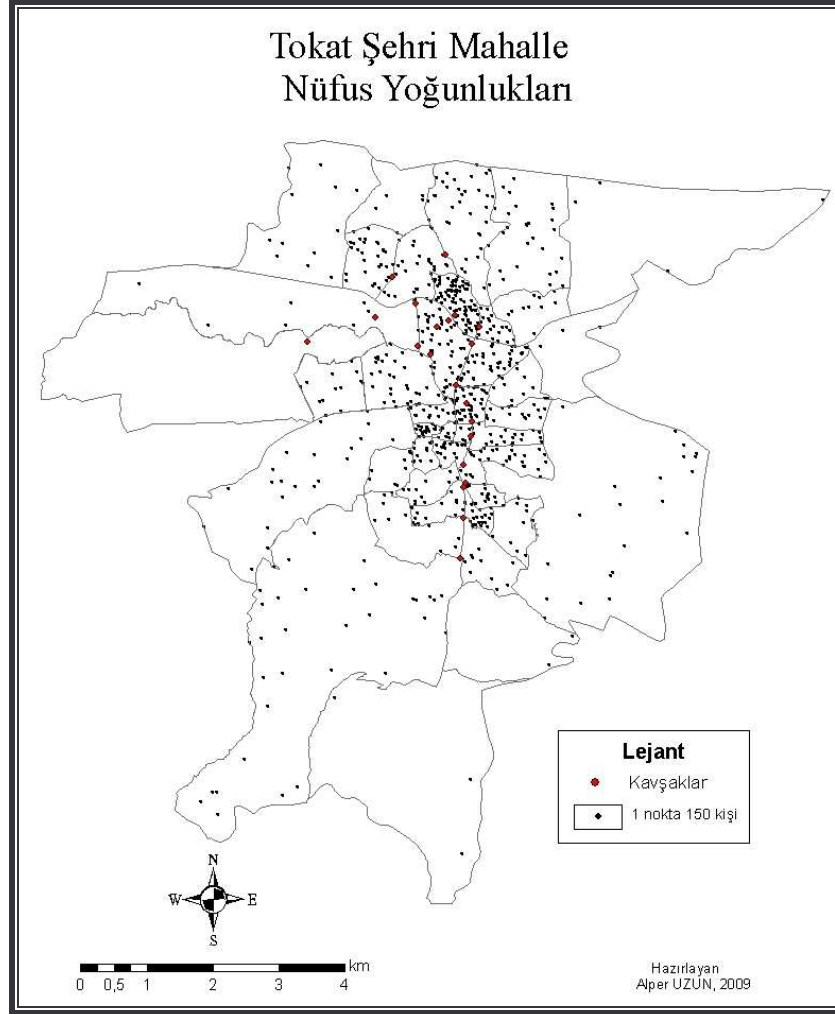 Tokat Şehri Mahalle
Nüfus Yoğunlukları
Lejant
Kavşaklar
1 nokta 150 kişi
N
W E
S
km
0 0,5 1 2 3 4
Hazırlayan
Alper UZUN, 2009